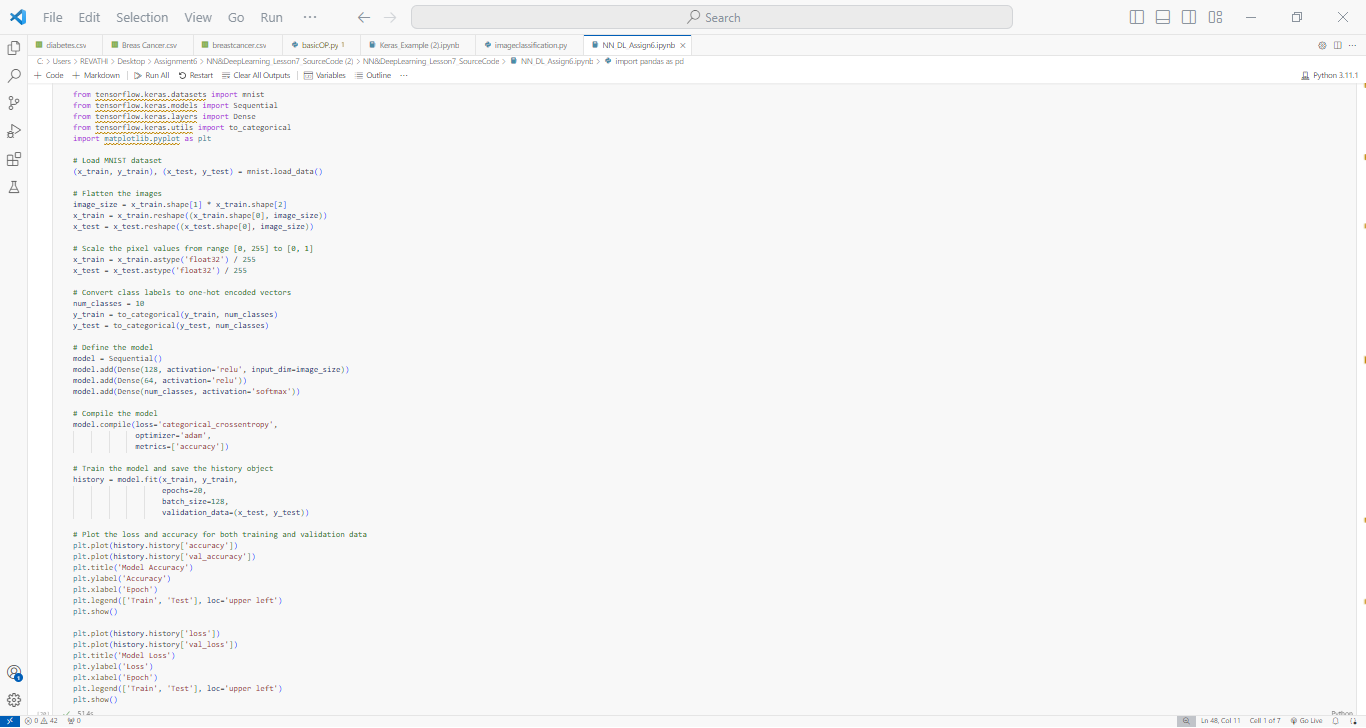 File Edit Selection View Go Run ··· Search
diabetes.csv Breas Cancer.csv breastcancer.csv basicOP.py 1 Keras_Example (2).ipynb imageclassification.py NN_DL_Assign6.ipynb
C: > Users > REVATHI > Desktop > Assignment6 > NN&DeepLearning_Lesson7_SourceCode (2) > NN&DeepLearning_Lesson7_SourceCode > NN_DL_Assign6.ipynb > import pandas as pd
+ Code + Markdown Run All Restart Clear All Outputs Variables Outline ··· Python 3.11.1
from tensorflow.keras.datasets import mnist
from tensorflow.keras.models import Sequential
from tensorflow.keras.layers import Dense
from tensorflow.keras.utils import to_categorical
import matplotlib.pyplot as plt
# Load MNIST dataset
(x_train, y_train), (x_test, y_test) = mnist.load_data()
# Flatten the images
image_size = x_train.shape[1] * x_train.shape[2]
x_train = x_train.reshape((x_train.shape[0], image_size))
x_test = x_test.reshape((x_test.shape[0], image_size))
# Scale the pixel values from range [0, 255] to [0, 1]
x_train = x_train.astype('float32') / 255
x_test = x_test.astype('float32') / 255
# Convert class labels to one-hot encoded vectors
num_classes = 10
y_train = to_categorical(y_train, num_classes)
y_test = to_categorical(y_test, num_classes)
# Define the model
model = Sequential()
model.add(Dense(128, activation='relu', input_dim=image_size))
model.add(Dense(64, activation='relu'))
model.add(Dense(num_classes, activation='softmax'))
# Compile the model
model.compile(loss='categorical_crossentropy',
optimizer='adam',
metrics=['accuracy'])
# Train the model and save the history object
history = model.fit(x_train, y_train,
epochs=20,
batch_size=128,
validation_data=(x_test, y_test))
# Plot the loss and accuracy for both training and validation data
plt.plot(history.history['accuracy'])
plt.plot(history.history['val_accuracy'])
plt.title('Model Accuracy')
plt.ylabel('Accuracy')
plt.xlabel('Epoch')
plt.legend(['Train', 'Test'], loc='upper left')
plt.show()
plt.plot(history.history['loss'])
plt.plot(history.history['val_loss'])
plt.title('Model Loss')
plt.ylabel('Loss')
plt.xlabel('Epoch')
plt.legend(['Train', 'Test'], loc='upper left')
plt.show()
Python
0 42 0 Ln 48, Col 11 Cell 1 of 7 Go Live